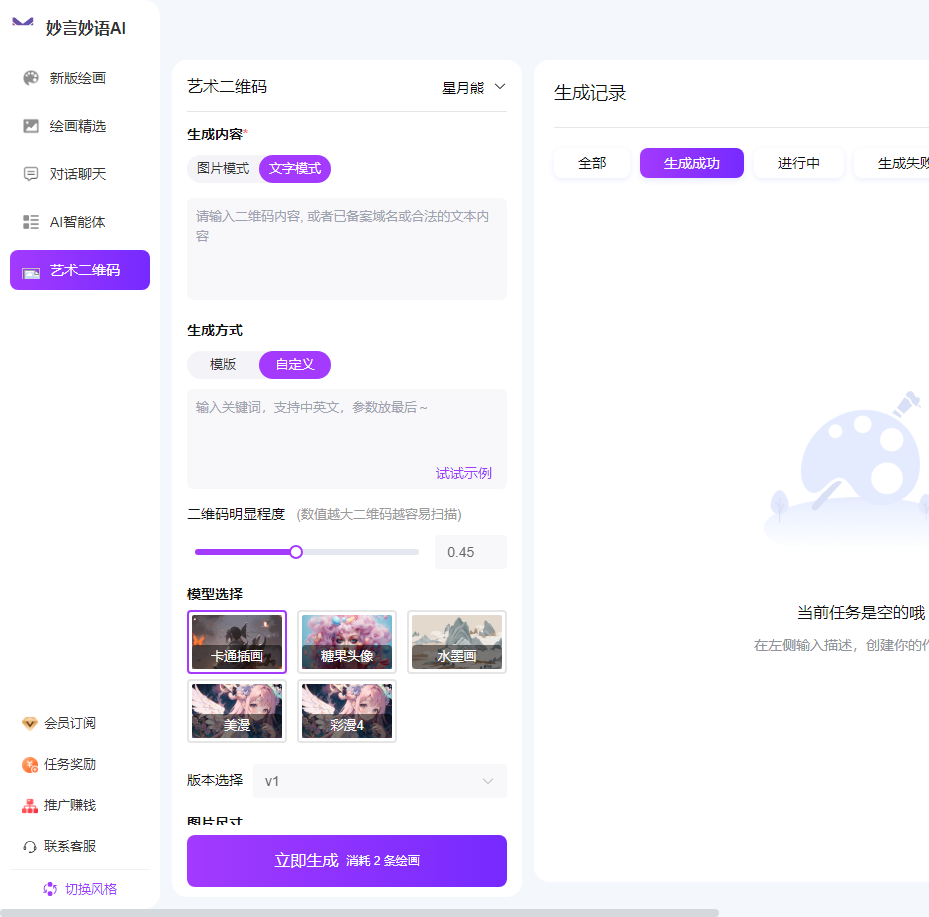 妙言妙语AI
新版绘画
绘画精选
对话聊天
AI智能体
艺术二维码
会员订阅
任务奖励
推广赚钱
联系客服
切换风格
艺术二维码
星月熊
生成内容*
图片模式
文字模式
请输入二维码内容, 或者已备案域名或合法的文本内
容
生成方式
模版
自定义
输入关键词，支持中英文，参数放最后～
试试示例
二维码明显程度 (数值越大二维码越容易扫描)
0.45
模型选择
卡通插画
糖果头像
水墨画
美漫
彩漫4
版本选择
v1
图片尺寸
立即生成 消耗 2 条绘画
生成记录
全部
生成成功
进行中
生成失败
当前任务是空的哦
在左侧输入描述，创建你的作